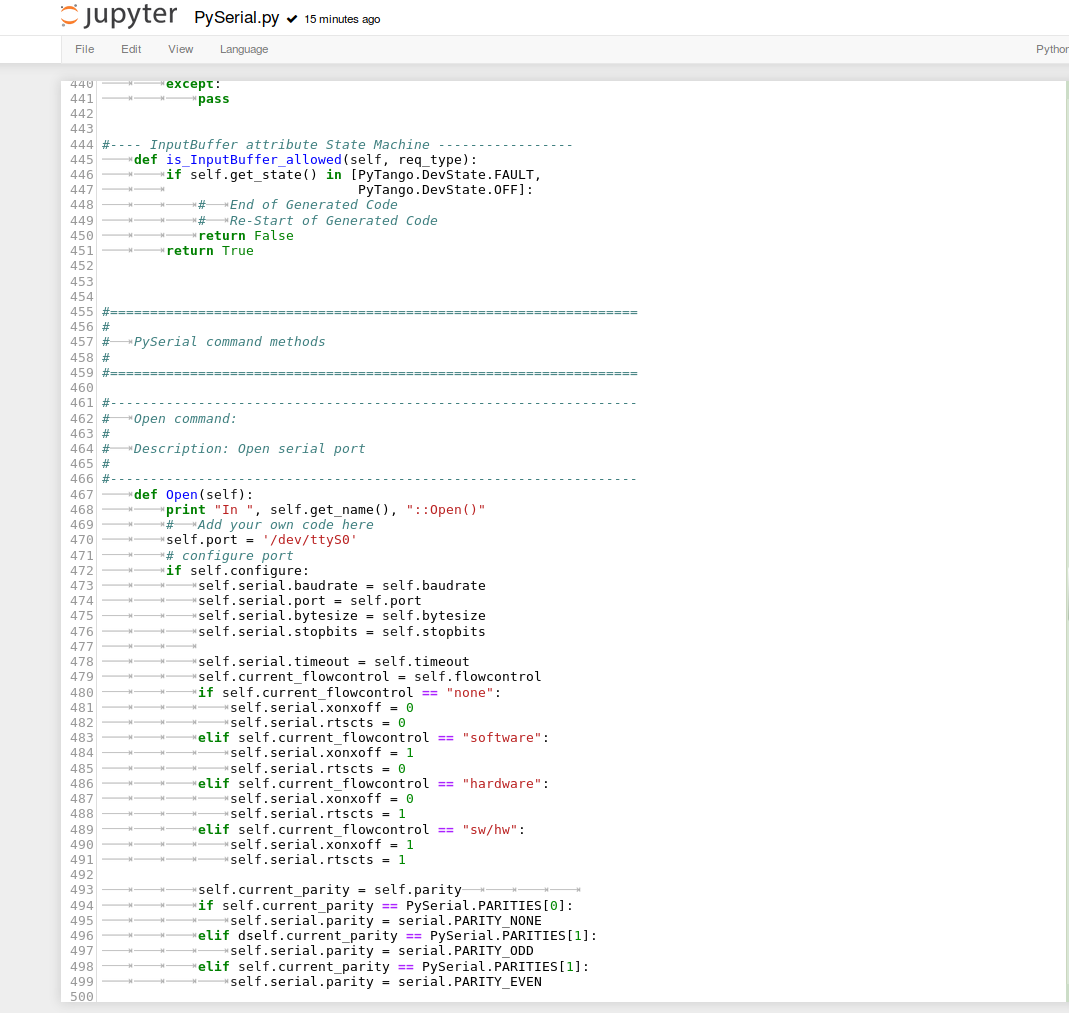 jupyter PySerial.py ✔ 15 minutes ago
File Edit View Language Python
440 except:
441 pass
442
443
444 #---- InputBuffer attribute State Machine -----------------
445 def is_InputBuffer_allowed(self, req_type):
446 if self.get_state() in [PyTango.DevState.FAULT,
447 PyTango.DevState.OFF]:
448 # End of Generated Code
449 # Re-Start of Generated Code
450 return False
451 return True
452
453
454
455 #==================================================================
456 #
457 # PySerial command methods
458 #
459 #==================================================================
460
461 #------------------------------------------------------------------
462 # Open command:
463 #
464 # Description: Open serial port
465 #
466 #------------------------------------------------------------------
467 def Open(self):
468 print "In ", self.get_name(), "::Open()"
469 # Add your own code here
470 self.port = '/dev/ttyS0'
471 # configure port
472 if self.configure:
473 self.serial.baudrate = self.baudrate
474 self.serial.port = self.port
475 self.serial.bytesize = self.bytesize
476 self.serial.stopbits = self.stopbits
477
478 self.serial.timeout = self.timeout
479 self.current_flowcontrol = self.flowcontrol
480 if self.current_flowcontrol == "none":
481 self.serial.xonxoff = 0
482 self.serial.rtscts = 0
483 elif self.current_flowcontrol == "software":
484 self.serial.xonxoff = 1
485 self.serial.rtscts = 0
486 elif self.current_flowcontrol == "hardware":
487 self.serial.xonxoff = 0
488 self.serial.rtscts = 1
489 elif self.current_flowcontrol == "sw/hw":
490 self.serial.xonxoff = 1
491 self.serial.rtscts = 1
492
493 self.current_parity = self.parity
494 if self.current_parity == PySerial.PARITIES[0]:
495 self.serial.parity = serial.PARITY_NONE
496 elif dself.current_parity == PySerial.PARITIES[1]:
497 self.serial.parity = serial.PARITY_ODD
498 elif self.current_parity == PySerial.PARITIES[1]:
499 self.serial.parity = serial.PARITY_EVEN
500